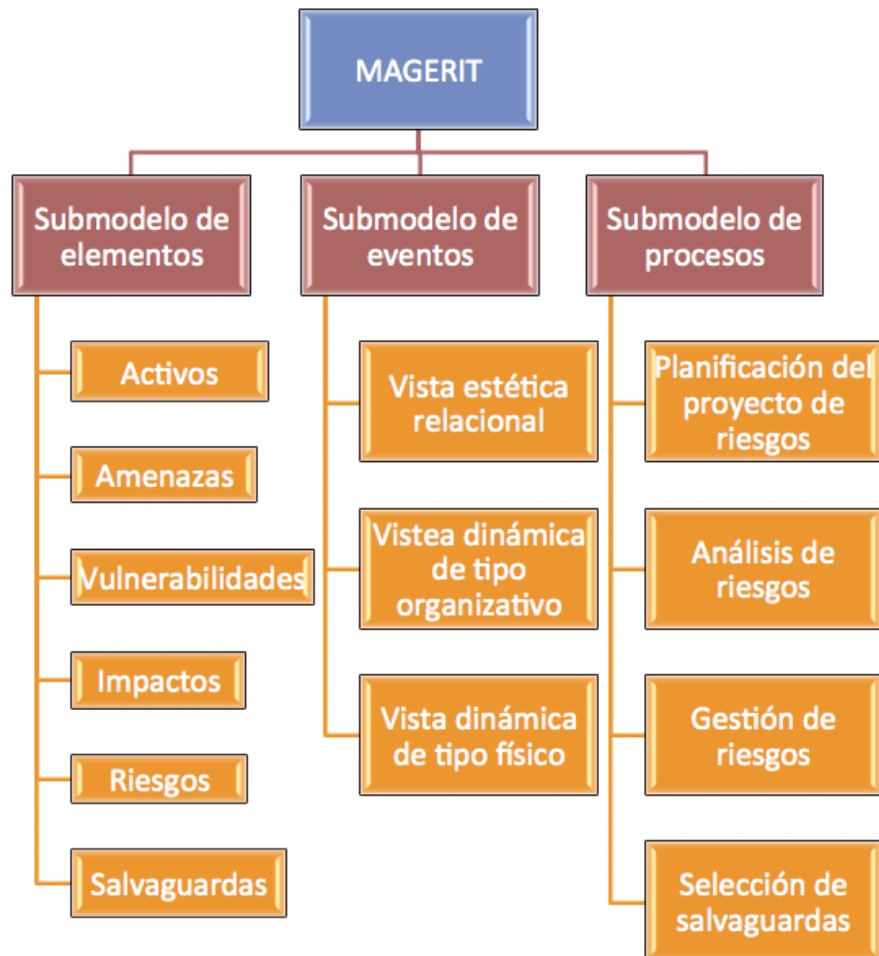 MAGERIT
Submodelo de
elementos
Activos
Amenazas
Vulnerabilidades
Impactos
Riesgos
Salvaguardas
Submodelo de
eventos
Vista estética
relacional
Vistea dinámica
de tipo
organizativo
Vista dinámica
de tipo físico
Submodelo de
procesos
Planificación del
proyecto de
riesgos
Análisis de
riesgos
Gestión de
riesgos
Selección de
salvaguardas